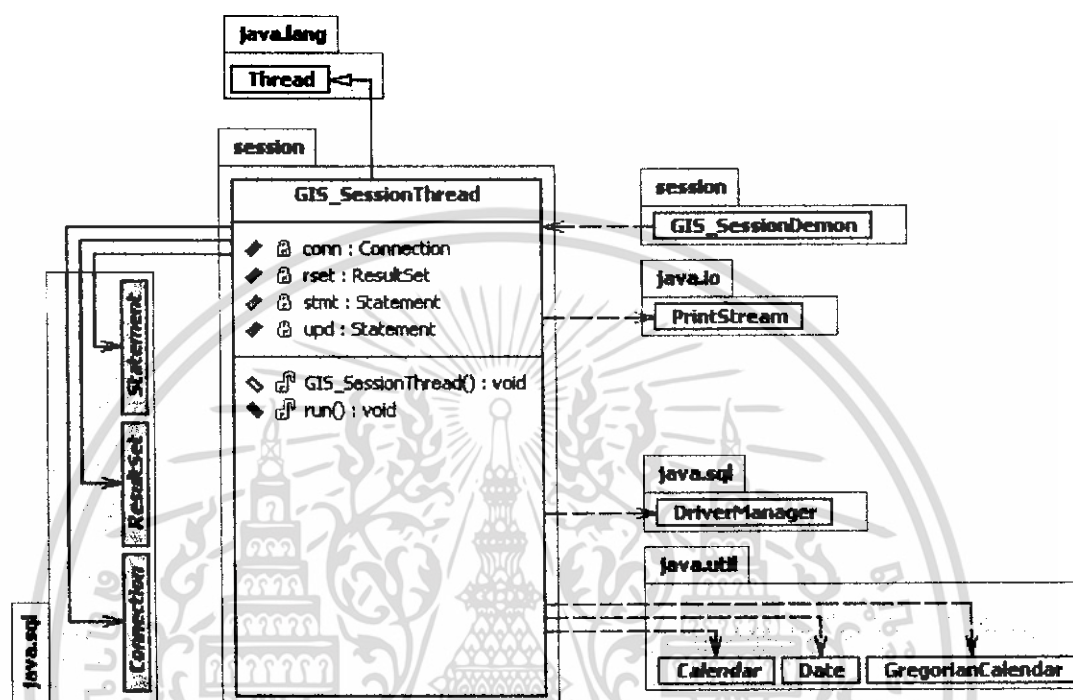 java.lang
Thread
session
GIS_SessionThread
conn : Connection
rset : ResultSet
stmt : Statement
upd : Statement
GIS_SessionThread() : void
run() : void
session
GIS_SessionDemon
java.io
PrintStream
java.sql
DriverManager
java.util
Calendar Date GregorianCalendar
Statement
ResultSet
Connection
java.sql